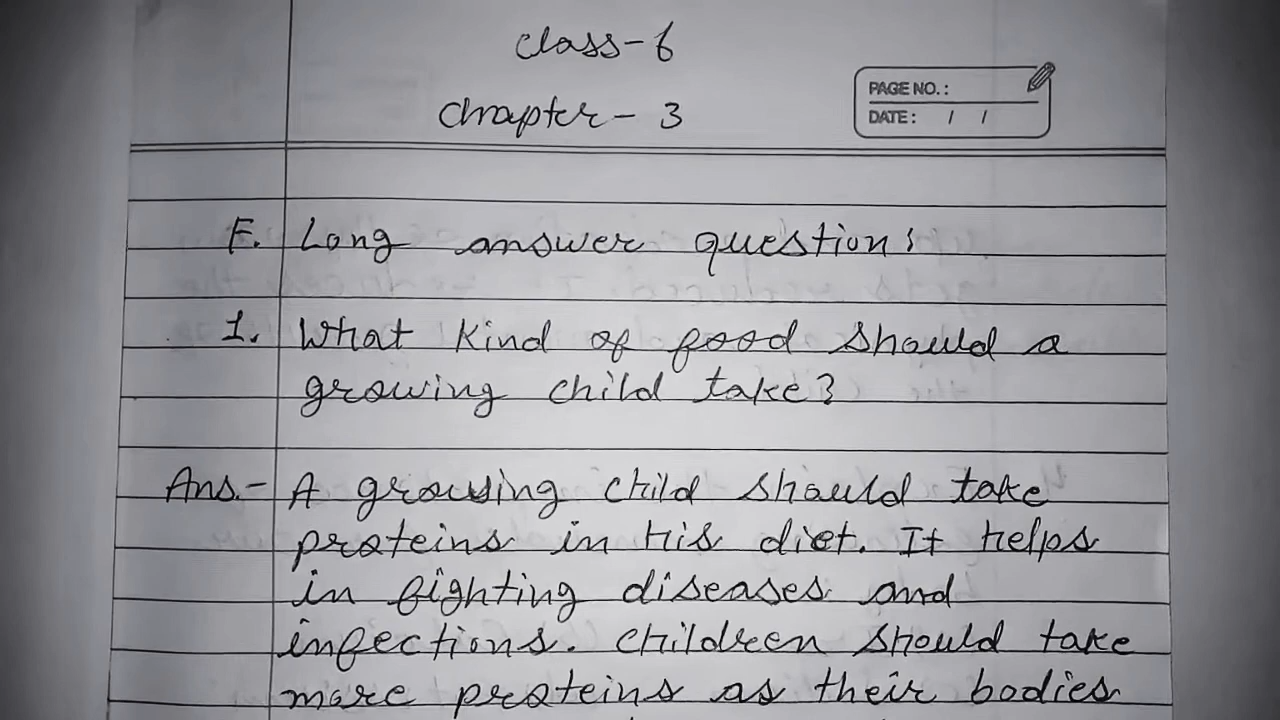 Class-6
Chapter-3
PAGE NO.:
DATE: / /
F. Long answer question:
1. What kind of food should a
growing child take?
Ans.- A growing child should take
proteins in his diet. It helps
in fighting diseases and
infections. Children should take
more proteins as their bodies